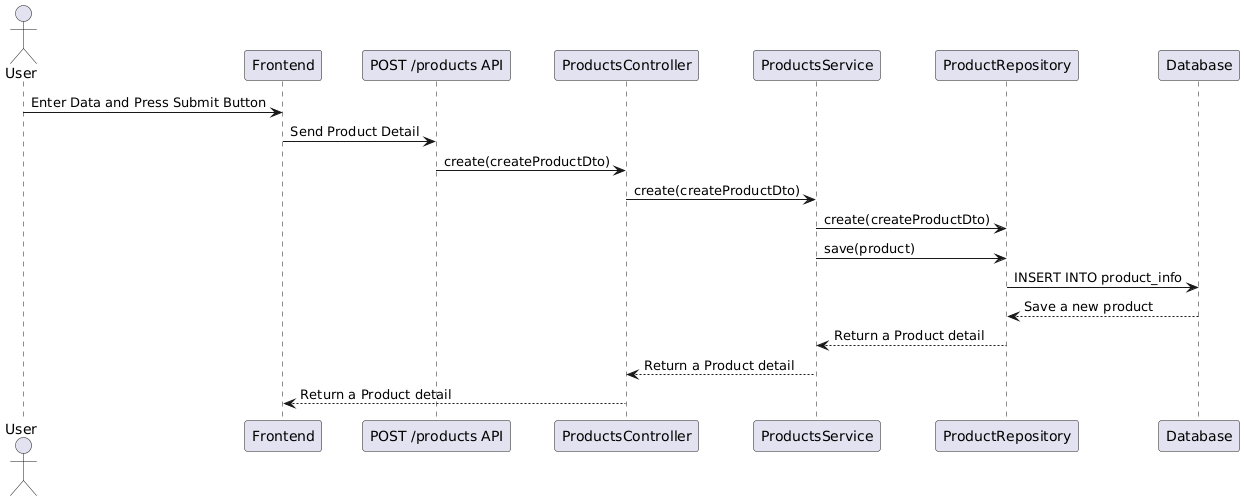 User
Frontend
POST /products API
ProductsController
ProductsService
ProductRepository
Database
Enter Data and Press Submit Button
Send Product Detail
create(createProductDto)
create(createProductDto)
create(createProductDto)
save(product)
INSERT INTO product_info
Save a new product
Return a Product detail
Return a Product detail
Return a Product detail
User
Frontend
POST /products API
ProductsController
ProductsService
ProductRepository
Database